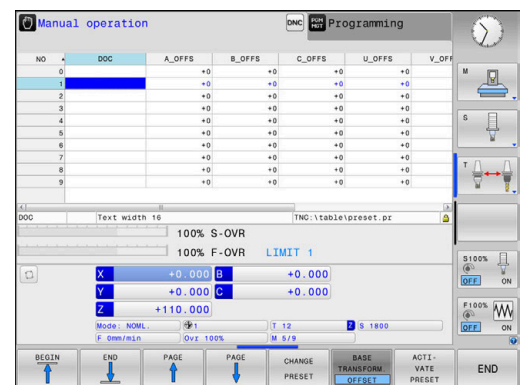 Manual operation DNC PGM MGT Programming
NO DOC A_OFFS B_OFFS C_OFFS U_OFFS V_OFF
0 +0 +0 +0 +0
1 +0 +0 +0 +0
2 +0 +0 +0 +0
3 +0 +0 +0 +0
4 +0 +0 +0 +0
5 +0 +0 +0 +0
6 +0 +0 +0 +0
7 +0 +0 +0 +0
8 +0 +0 +0 +0
9 +0 +0 +0 +0
DOC Text width 16 TNC:\table\preset.pr
100% S-OVR
100% F-OVR LIMIT 1
X +0.000 B +0.000
Y +0.000 C +0.000
Z +110.000
Mode: NOML. 1 T 12 Z S 1800
F 0mm/min Ovr 100% M 5/9
M
S
T
S100%
OFF ON
F100%
OFF ON
BEGIN
END
PAGE
PAGE
CHANGE
PRESET
BASE
TRANSFORM.
OFFSET
ACTI-
VATE
PRESET
END